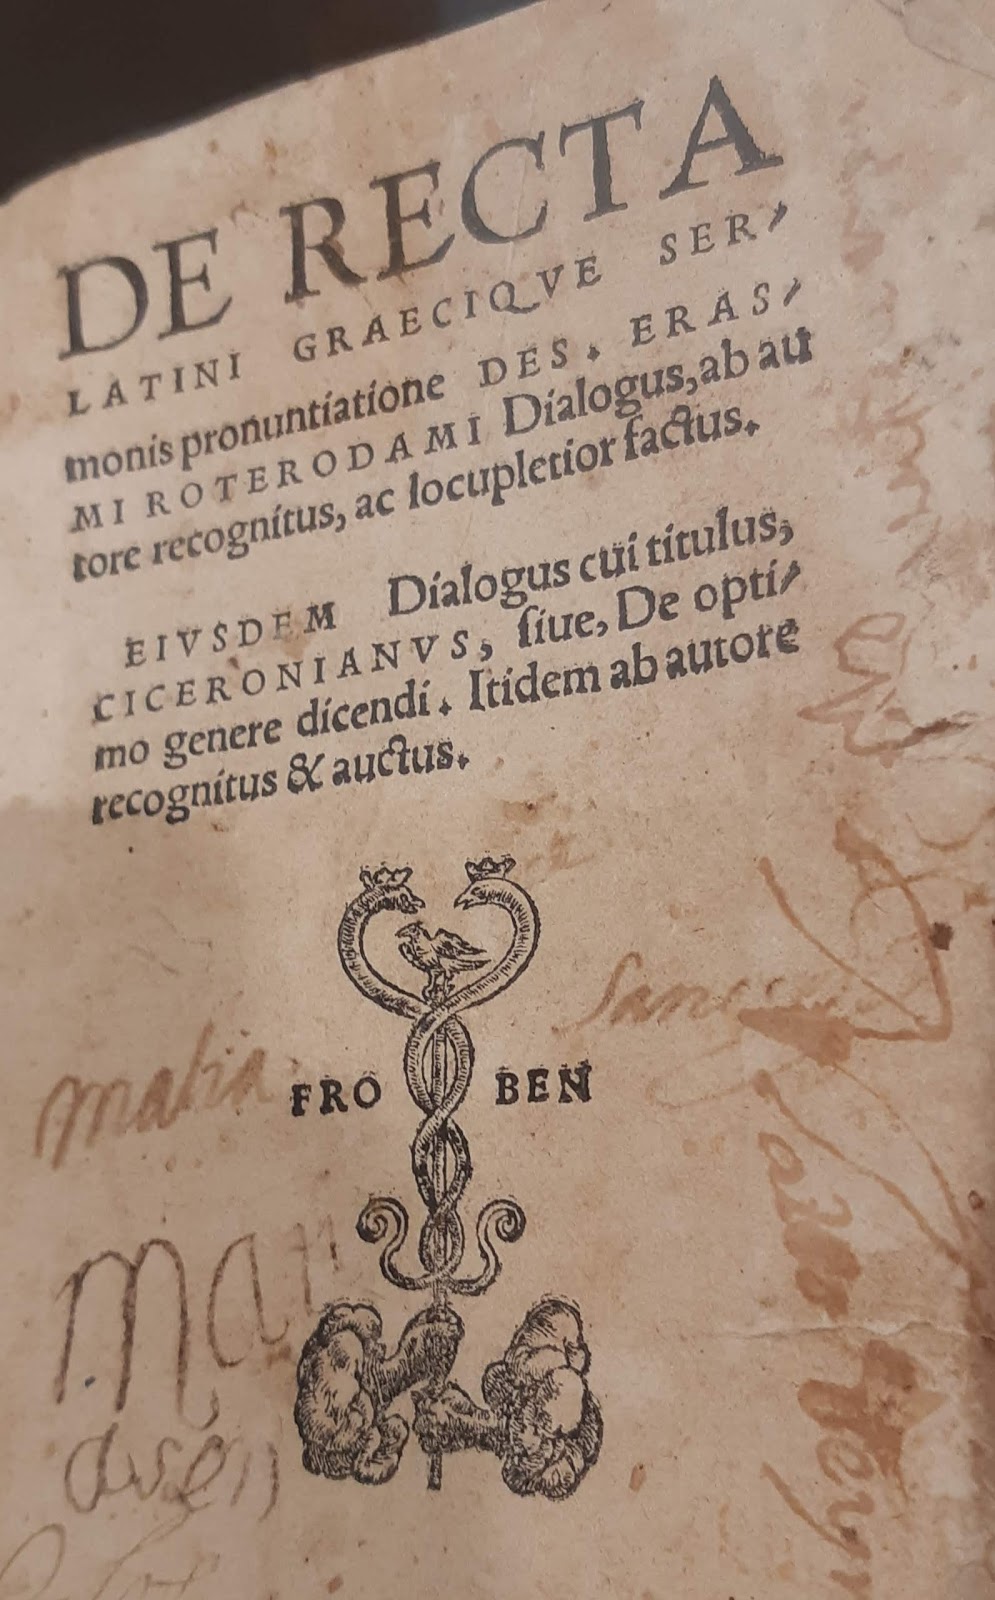 DE RECTA
LATINI GRAECIQVE SER-
monis pronuntiatione DES. ERAS-
MI ROTERODAMI Dialogus, ab au
tore recognitus, ac locupletior factus.
EIVSDEM Dialogus cui titulus,
CICERONIANVS, siue, De opti-
mo genere dicendi. Itidem ab autore
recognitus & auctus.
FRO BEN